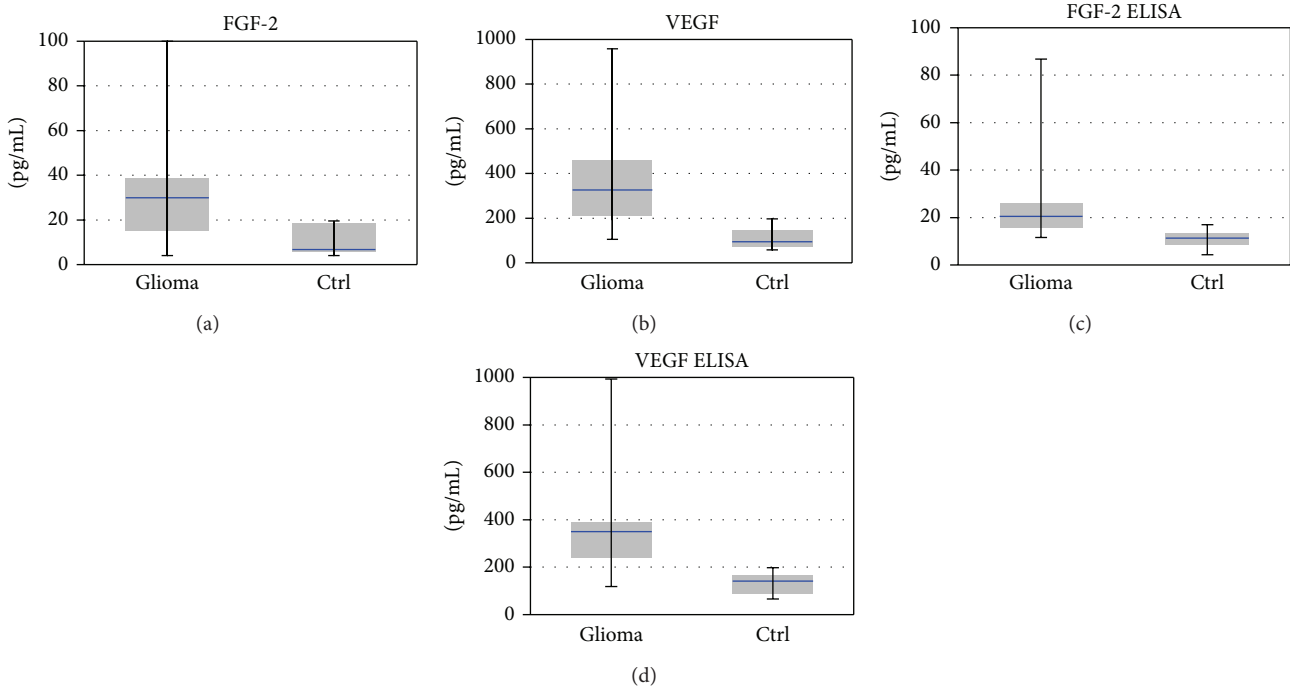 FGF-2
100
80
60
40
20
0
(pg/mL)
Glioma Ctrl
(a)
VEGF
1000
800
600
400
200
0
(pg/mL)
Glioma Ctrl
(b)
FGF-2 ELISA
100
80
60
40
20
0
(pg/mL)
Glioma Ctrl
(c)
VEGF ELISA
1000
800
600
400
200
0
(pg/mL)
Glioma Ctrl
(d)